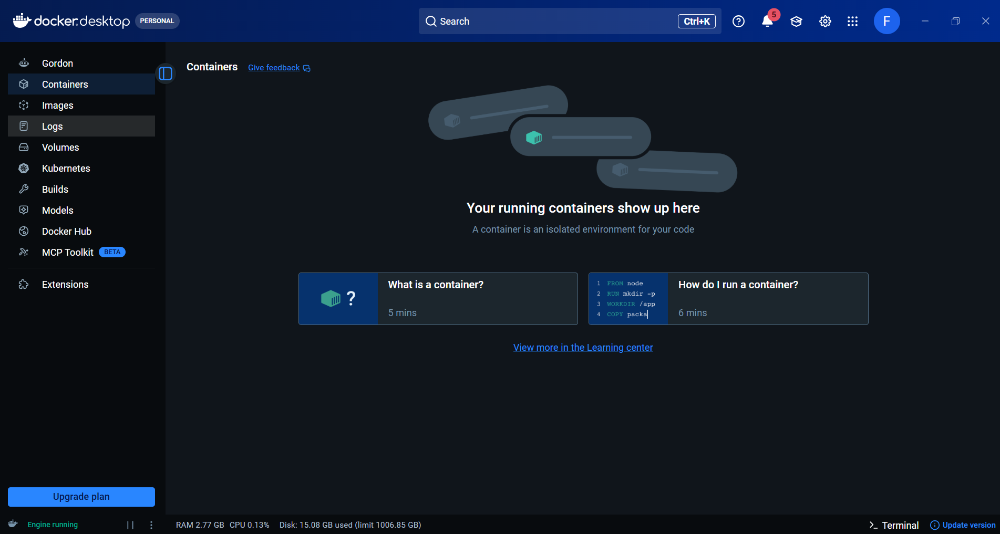 docker.desktop PERSONAL
Search
Ctrl+K
5
F
Gordon
Containers
Images
Logs
Volumes
Kubernetes
Builds
Models
Docker Hub
MCP Toolkit BETA
Extensions
Upgrade plan
Containers Give feedback
Your running containers show up here
A container is an isolated environment for your code
?
What is a container?
5 mins
1 FROM node
2 RUN mkdir -p
3 WORKDIR /app
4 COPY packa
How do I run a container?
6 mins
View more in the Learning center
Engine running
RAM 2.77 GB CPU 0.13% Disk: 15.08 GB used (limit 1006.85 GB)
Terminal
Update version